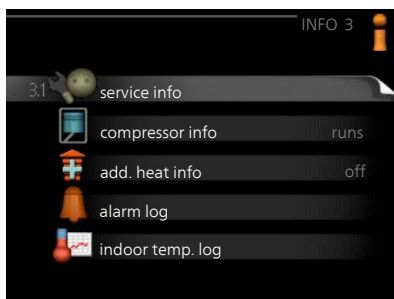 INFO 3
3.1 service info
compressor info runs
add. heat info off
alarm log
indoor temp. log